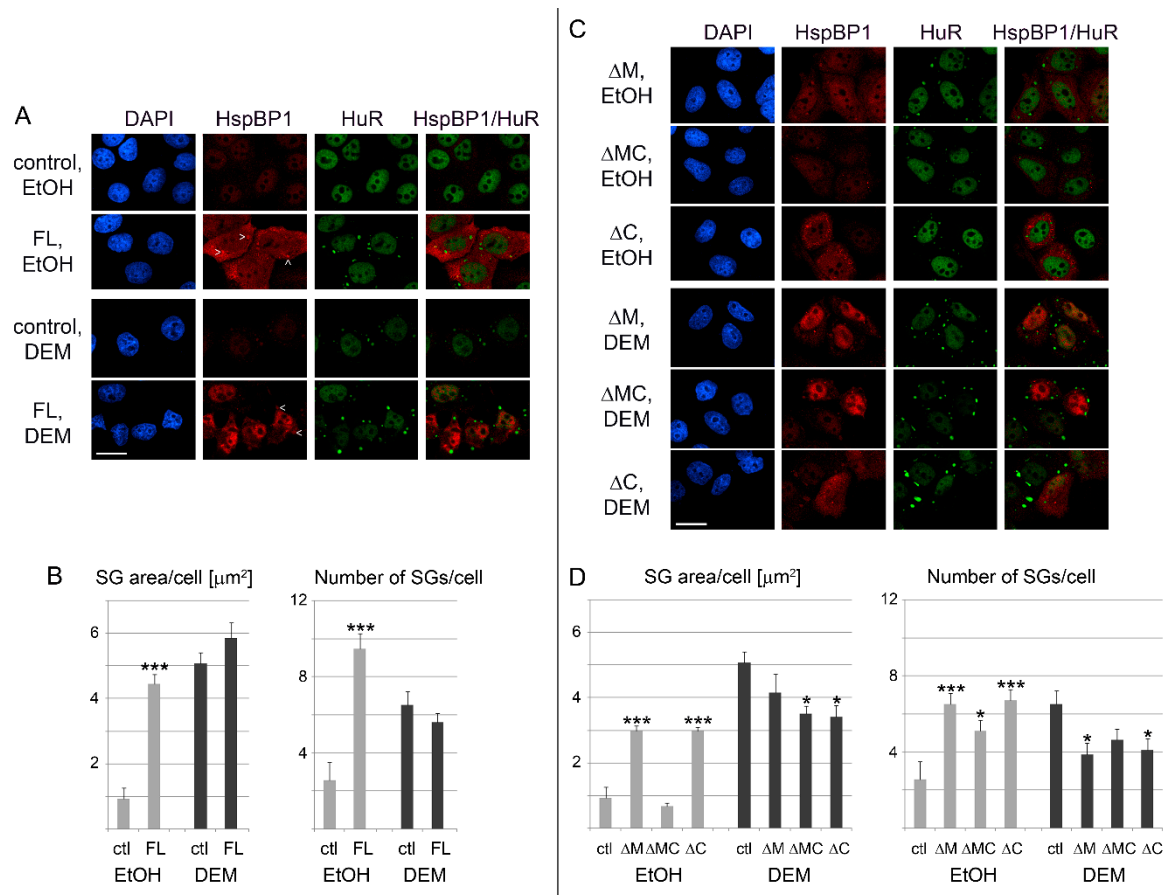 A
DAPI HspBP1 HuR HspBP1/HuR
control,
EtOH
FL,
EtOH
> > ^
control,
DEM
FL,
DEM
< <
B
SG area/cell [μm²]
6
4
2
***
ctl FL ctl FL
EtOH DEM
Number of SGs/cell
12
8
4
***
ctl FL ctl FL
EtOH DEM
C
DAPI HspBP1 HuR HspBP1/HuR
ΔM,
EtOH
ΔMC,
EtOH
ΔC,
EtOH
ΔM,
DEM
ΔMC,
DEM
ΔC,
DEM
D
SG area/cell [μm²]
6
4
2
*** *** * *
ctl ΔM ΔMC ΔC ctl ΔM ΔMC ΔC
EtOH DEM
Number of SGs/cell
12
8
4
*** * *** * *
ctl ΔM ΔMC ΔC ctl ΔM ΔMC ΔC
EtOH DEM